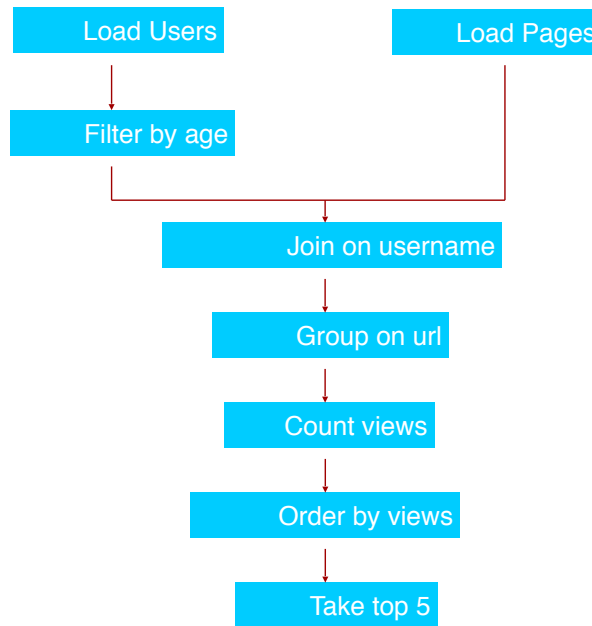 Load Users
Load Pages
Filter by age
Join on username
Group on url
Count views
Order by views
Take top 5